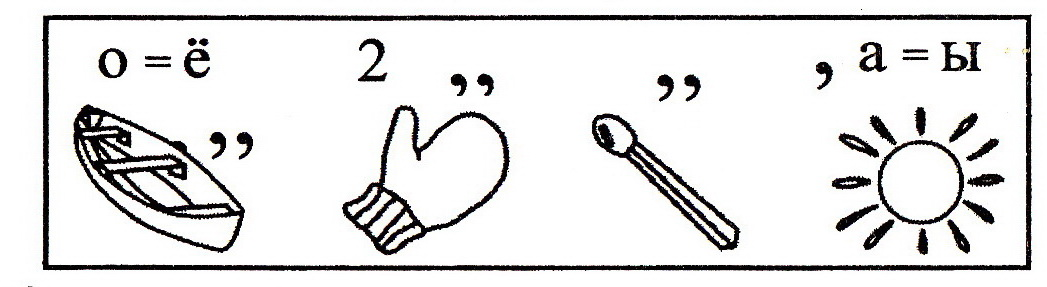 о = ё 2 ,, ,, , а = ы
,,